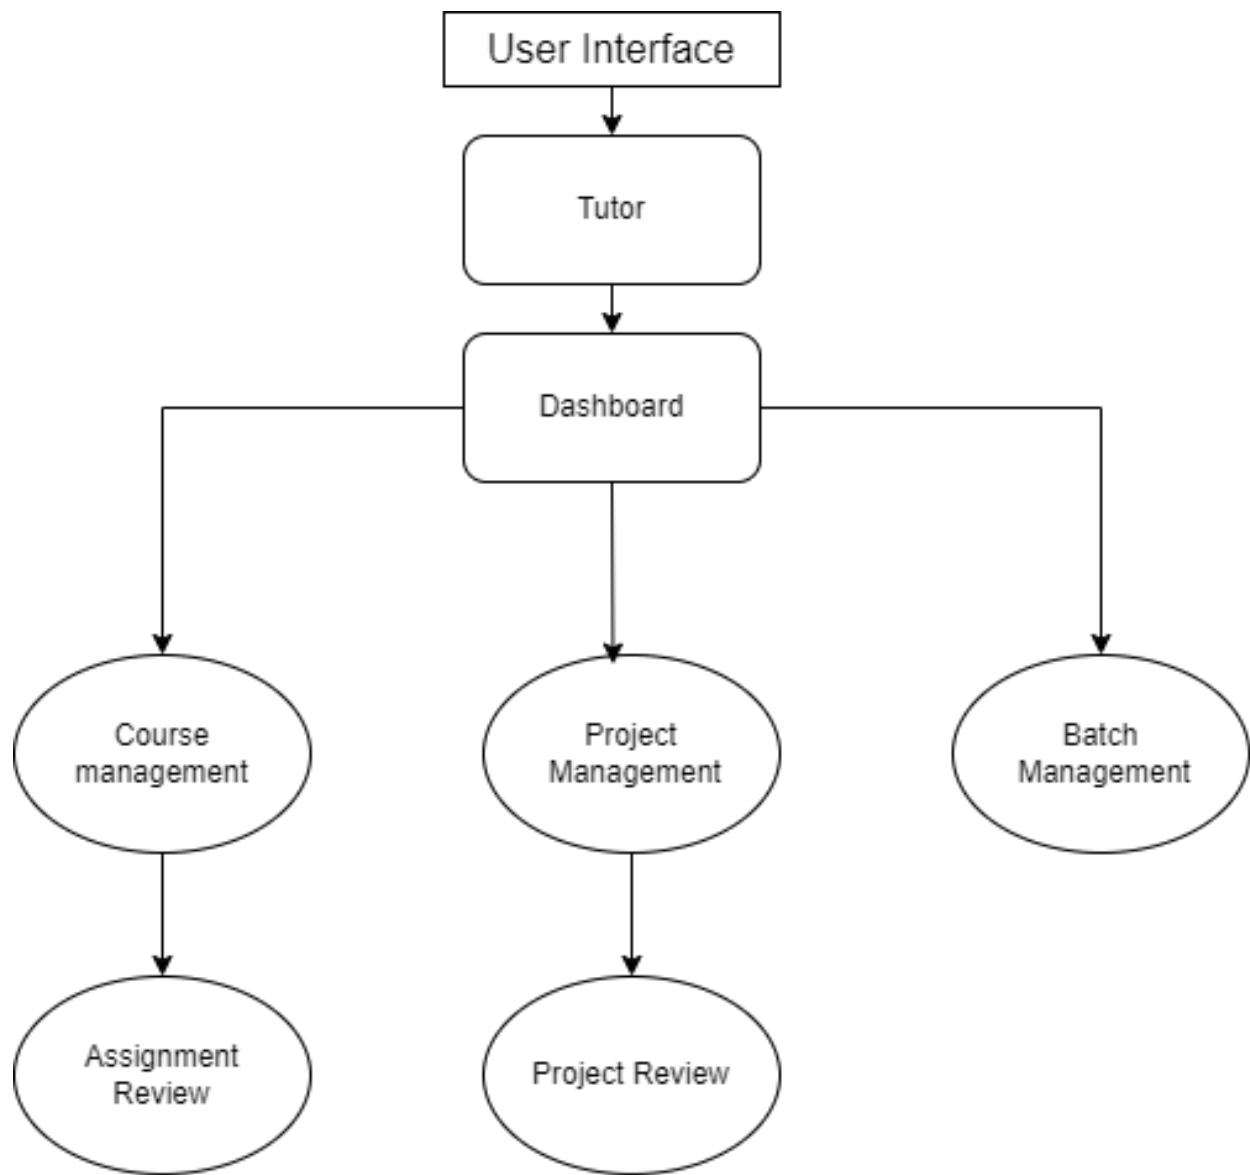 User Interface
Tutor
Dashboard
Course
management
Project
Management
Batch
Management
Assignment
Review
Project Review